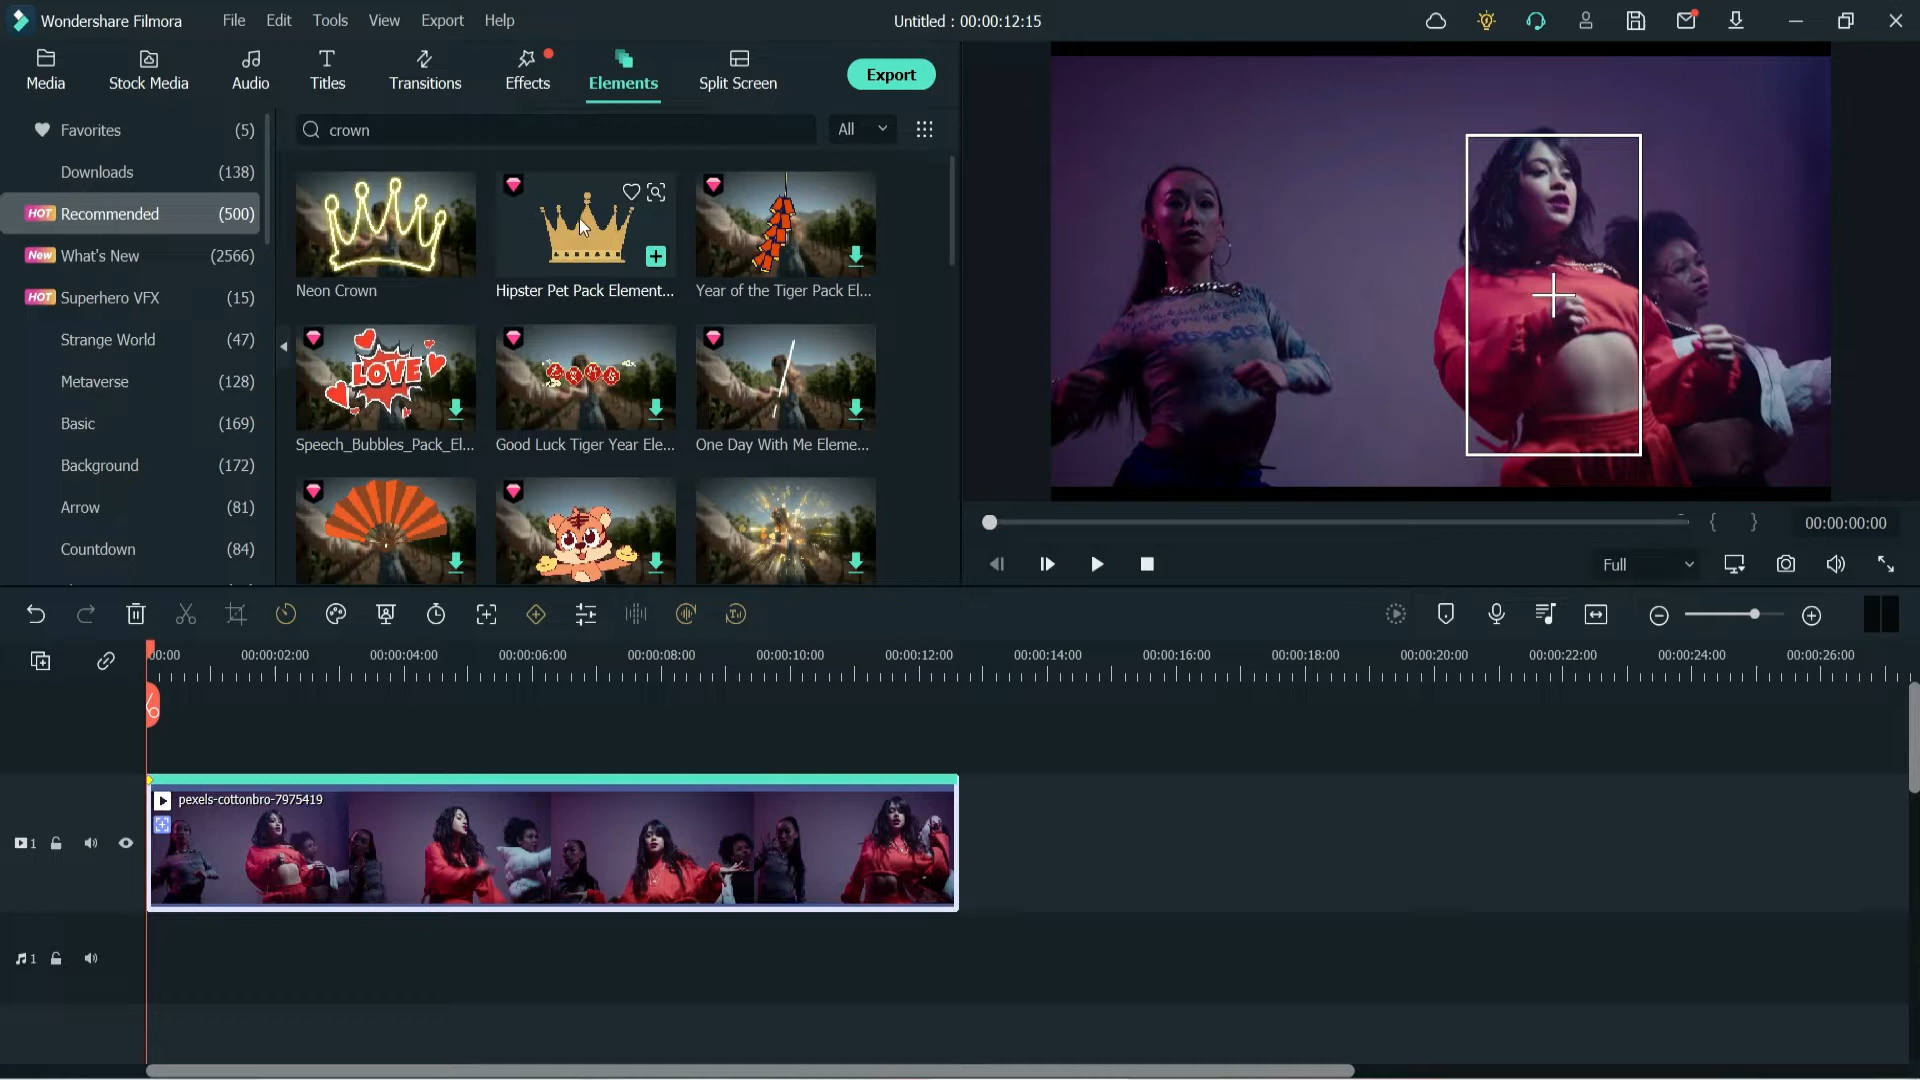 Wondershare Filmora
File
Edit
Tools
View
Export
Help
Untitled : 00:00:12:15
Media
Stock Media
Audio
Titles
Transitions
Effects
Elements
Split Screen
Export
Favorites (5)
Downloads (138)
HOT Recommended (500)
New What's New (2566)
HOT Superhero VFX (15)
Strange World (47)
Metaverse (128)
Basic (169)
Background (172)
Arrow (81)
Countdown (84)
crown
All
Neon Crown
Hipster Pet Pack Element...
Year of the Tiger Pack El...
LOVE
Speech_Bubbles_Pack_El...
Good Luck Tiger Year Ele...
One Day With Me Eleme...
{ }
00:00:00:00
Full
00:00
00:00:02:00
00:00:04:00
00:00:06:00
00:00:08:00
00:00:10:00
00:00:12:00
00:00:14:00
00:00:16:00
00:00:18:00
00:00:20:00
00:00:22:00
00:00:24:00
00:00:26:00
pexels-cottonbro-7975419
1
1